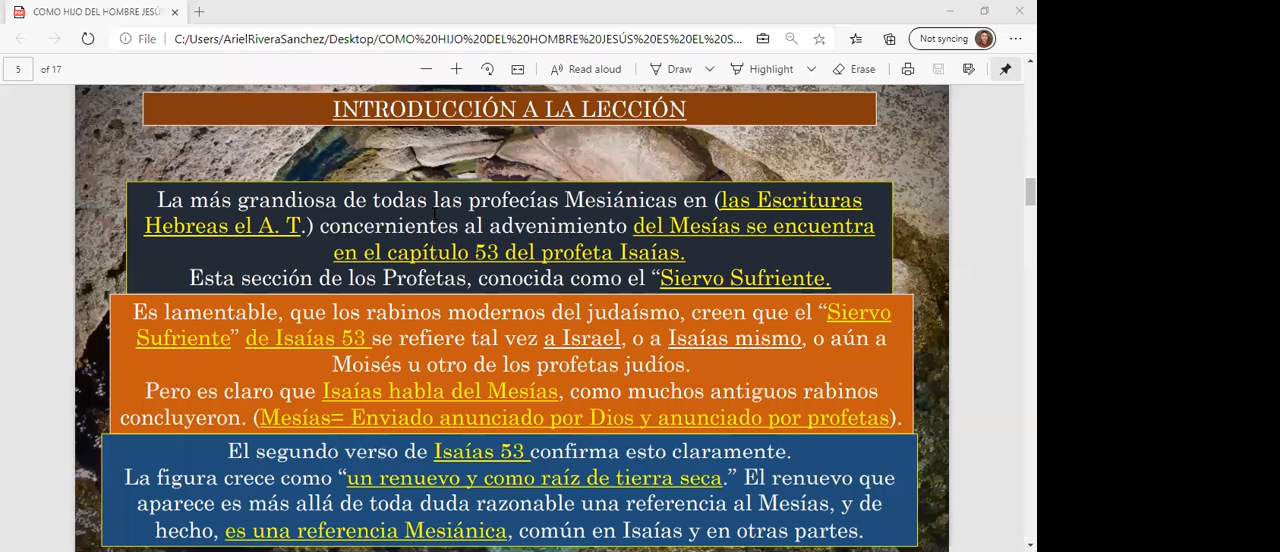 COMO HIJO DEL HOMBRE JESÚ
File C:/Users/ArielRiveraSanchez/Desktop/COMO%20HIJO%20DEL%20HOMBRE%20JESÚS%20ES%20EL%20S... Not syncing
5 of 17 Read aloud Draw Highlight Erase
INTRODUCCIÓN A LA LECCIÓN
La más grandiosa de todas las profecías Mesiánicas en (las Escrituras
Hebreas el A. T.) concernientes al advenimiento del Mesías se encuentra
en el capítulo 53 del profeta Isaías.
Esta sección de los Profetas, conocida como el “Siervo Sufriente.
Es lamentable, que los rabinos modernos del judaísmo, creen que el “Siervo
Sufriente” de Isaías 53 se refiere tal vez a Israel, o a Isaías mismo, o aún a
Moisés u otro de los profetas judíos.
Pero es claro que Isaías habla del Mesías, como muchos antiguos rabinos
concluyeron. (Mesías= Enviado anunciado por Dios y anunciado por profetas).
El segundo verso de Isaías 53 confirma esto claramente.
La figura crece como “un renuevo y como raíz de tierra seca.” El renuevo que
aparece es más allá de toda duda razonable una referencia al Mesías, y de
hecho, es una referencia Mesiánica, común en Isaías y en otras partes.